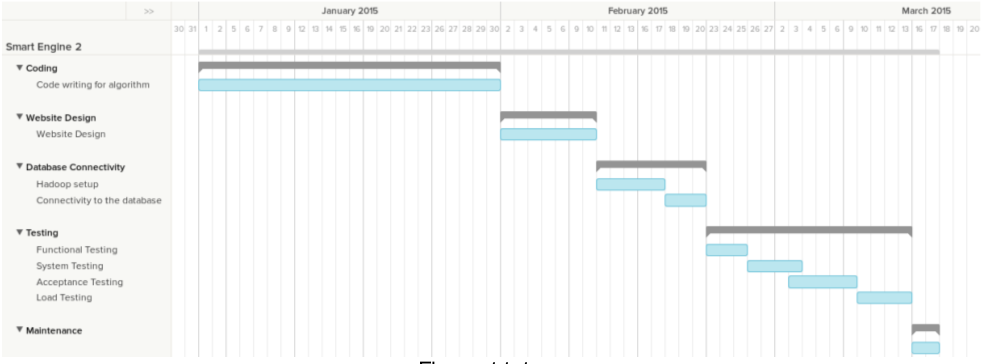 >> January 2015 February 2015 March 2015
30 31 1 2 5 6 7 8 9 12 13 14 15 16 19 20 21 22 23 26 27 28 29 30 2 3 4 5 6 9 10 11 12 13 16 17 18 19 20 23 24 25 26 27 2 3 4 5 6 9 10 11 12 13 16 17 18 19 20
Smart Engine 2
Coding
Code writing for algorithm
Website Design
Website Design
Database Connectivity
Hadoop setup
Connectivity to the database
Testing
Functional Testing
System Testing
Acceptance Testing
Load Testing
Maintenance